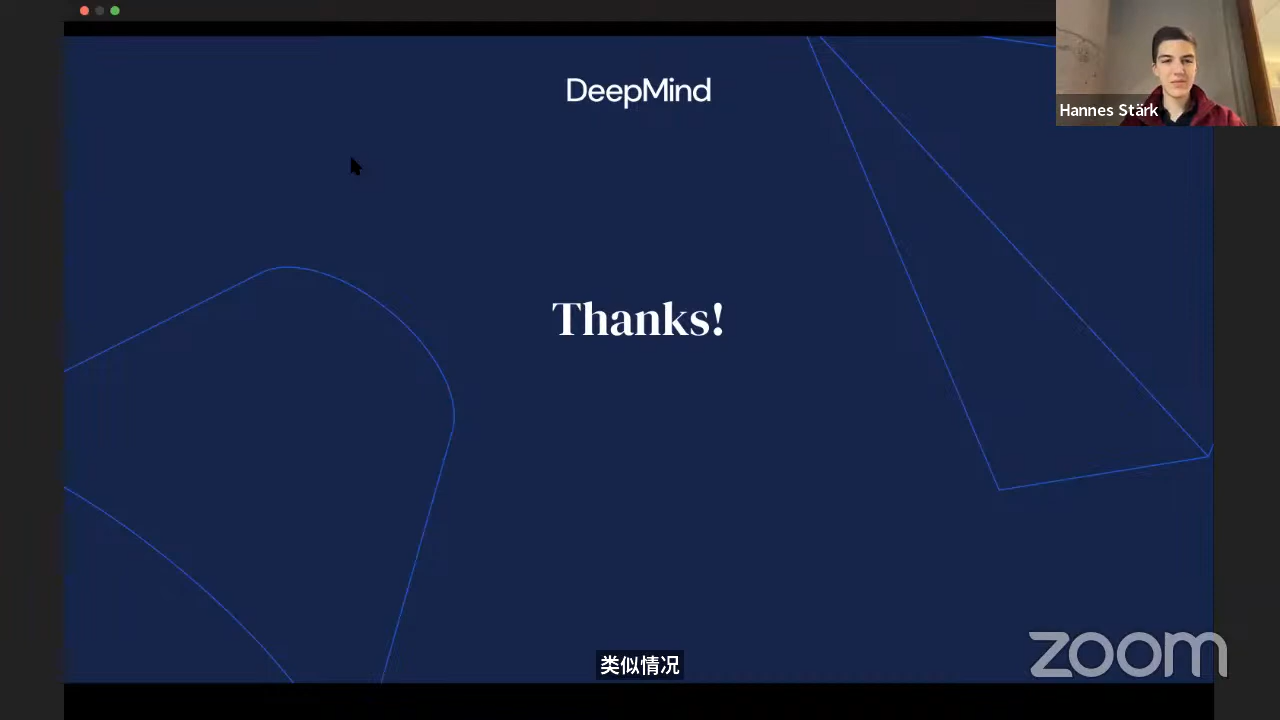 DeepMind
Hannes Stärk
Thanks!
类似情况
zoom